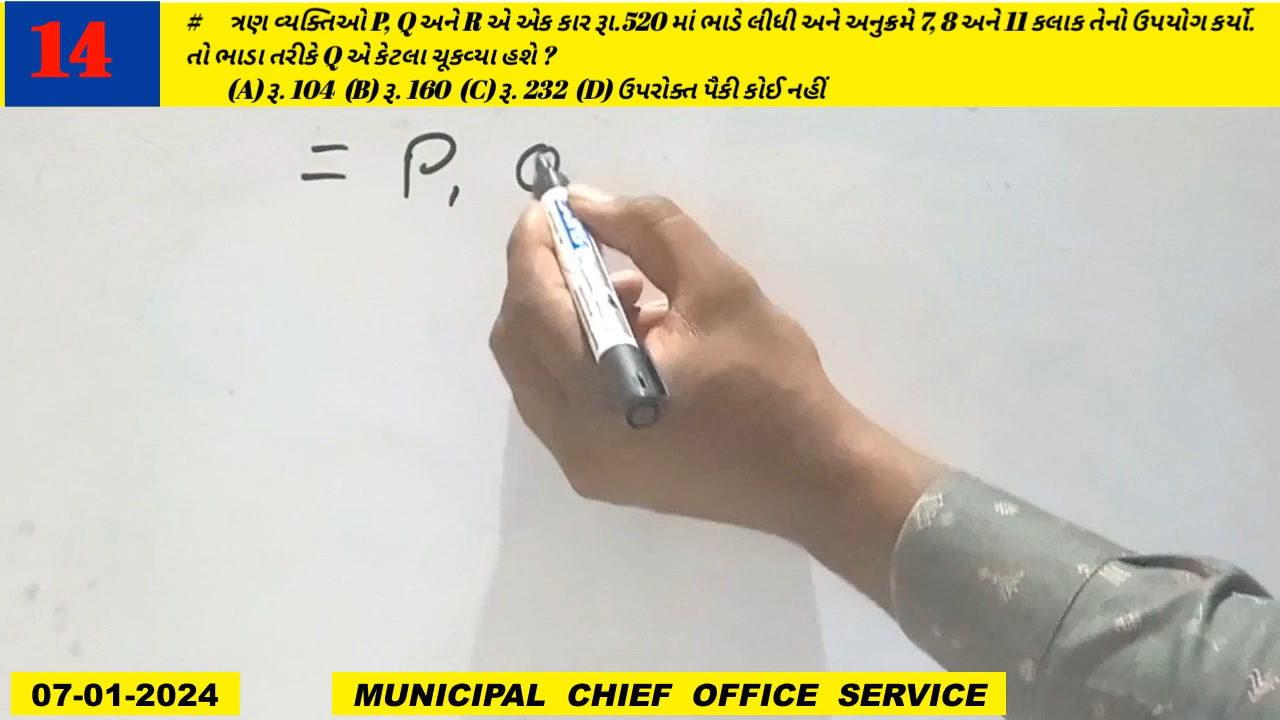 14
# ત્રણ વ્યક્તિઓ P, Q અને R એ એક કાર રૂા.520 માં ભાડે લીધી અને અનુક્રમે 7, 8 અને 11 કલાક તેનો ઉપયોગ કર્યો.
તો ભાડા તરીકે Q એ કેટલા ચૂકવ્યા હશે ?
(A) રૂ. 104 (B) રૂ. 160 (C) રૂ. 232 (D) ઉપરોક્ત પૈકી કોઈ નહીં
= P, Q
07-01-2024
MUNICIPAL CHIEF OFFICE SERVICE